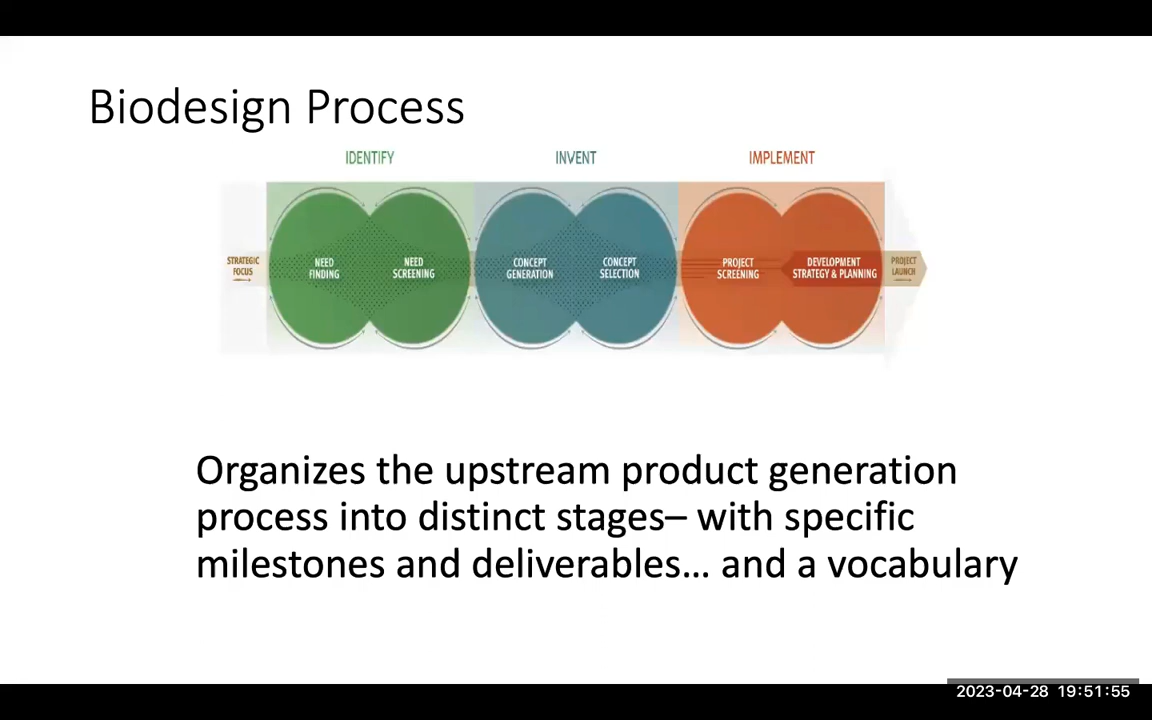 Biodesign Process
IDENTIFY
INVENT
IMPLEMENT
STRATEGIC
FOCUS
NEED
FINDING
NEED
SCREENING
CONCEPT
GENERATION
CONCEPT
SELECTION
PROJECT
SCREENING
DEVELOPMENT
STRATEGY & PLANNING
PROJECT
LAUNCH
Organizes the upstream product generation
process into distinct stages– with specific
milestones and deliverables... and a vocabulary
2023-04-28 19:51:55